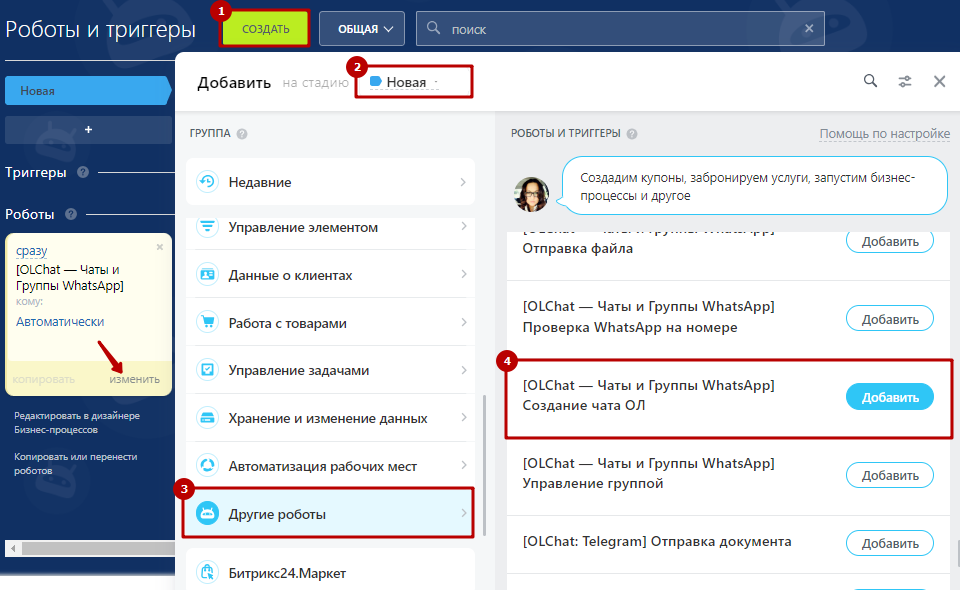 Роботы и триггеры
1
СОЗДАТЬ
ОБЩАЯ
поиск
Новая
+
Триггеры ?
Роботы ?
сразу
[OLChat — Чаты и
Группы WhatsApp]
кому:
Автоматически
копировать
изменить
Редактировать в дизайнере
Бизнес-процессов
Копировать или перенести
роботов
Добавить на стадию
2
Новая
ГРУППА ?
Недавние
Управление элементом
Данные о клиентах
Работа с товарами
Управление задачами
Хранение и изменение данных
Автоматизация рабочих мест
3
Другие роботы
Битрикс24.Маркет
РОБОТЫ И ТРИГГЕРЫ ?
Помощь по настройке
Создадим купоны, забронируем услуги, запустим бизнес-
процессы и другое
[OLChat — Чаты и Группы WhatsApp]
Отправка файла
Добавить
[OLChat — Чаты и Группы WhatsApp]
Проверка WhatsApp на номере
Добавить
4
[OLChat — Чаты и Группы WhatsApp]
Создание чата ОЛ
Добавить
[OLChat — Чаты и Группы WhatsApp]
Управление группой
Добавить
[OLChat: Telegram] Отправка документа
Добавить